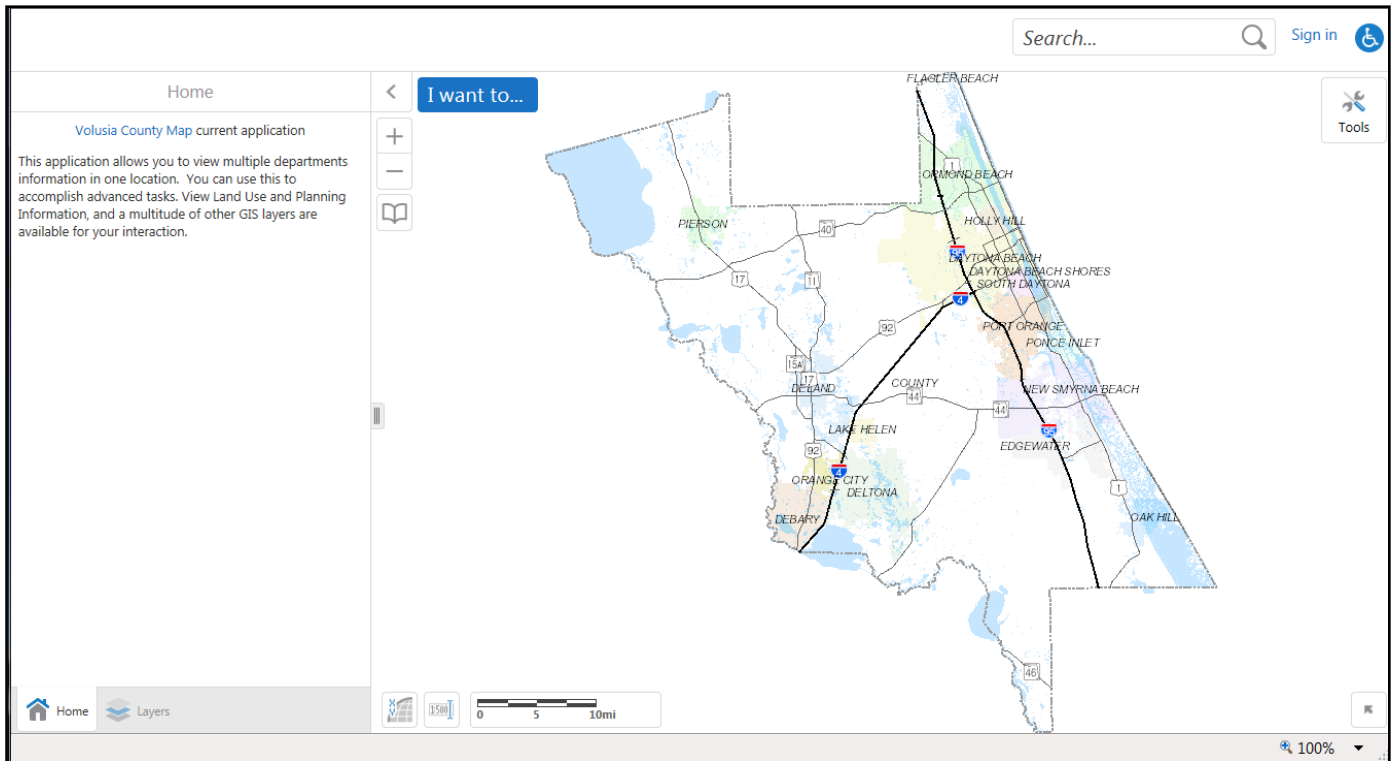 Search...
Sign in
Home
I want to...
Tools
Volusia County Map current application
This application allows you to view multiple departments
information in one location.  You can use this to
accomplish advanced tasks. View Land Use and Planning
Information, and a multitude of other GIS layers are
available for your interaction.
FLAGLER BEACH
1
ORMOND BEACH
PIERSON
HOLLY HILL
40
95
DAYTONA BEACH
DAYTONA BEACH SHORES
17
11
SOUTH DAYTONA
4
92
PORT ORANGE
PONCE INLET
15A
17
DELAND
COUNTY
NEW SMYRNA BEACH
44
44
LAKE HELEN
95
EDGEWATER
92
4
ORANGE CITY
DELTONA
1
DEBARY
OAK HILL
46
Home
Layers
X,Y
1:500
0 5 10mi
100%